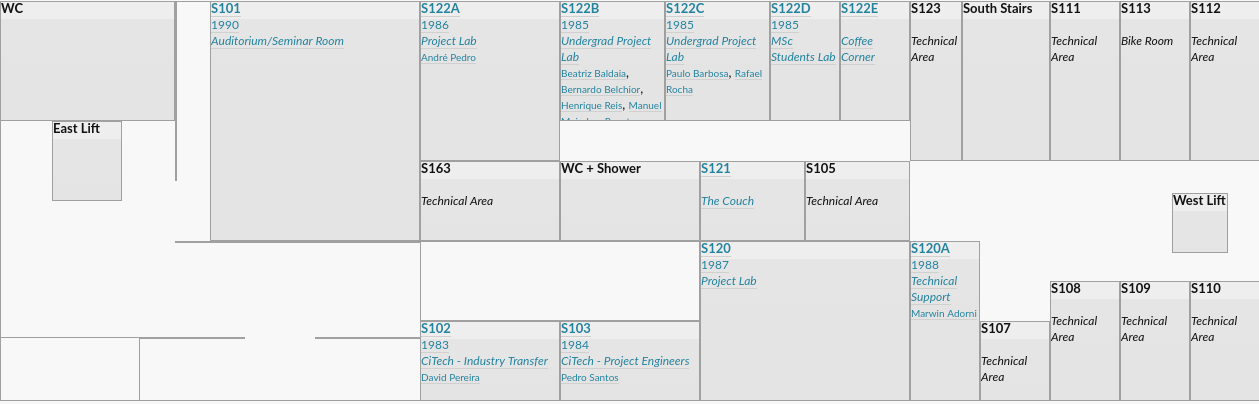 WC
East Lift
S101
1990
Auditorium/Seminar Room
S122A
1986
Project Lab
André Pedro
S122B
1985
Undergrad Project
Lab
Beatriz Baldaia,
Bernardo Belchior,
Henrique Reis, Manuel
S122C
1985
Undergrad Project
Lab
Paulo Barbosa, Rafael
Rocha
S122D
1985
MSc
Students Lab
S122E
Coffee
Corner
S123
Technical
Area
South Stairs
S111
Technical
Area
S113
Bike Room
S112
Technical
Area
S163
Technical Area
WC + Shower
S121
The Couch
S105
Technical Area
West Lift
S120
1987
Project Lab
S120A
1988
Technical
Support
Marwin Adorni
S102
1983
CiTech - Industry Transfer
David Pereira
S103
1984
CiTech - Project Engineers
Pedro Santos
S107
Technical
Area
S108
Technical
Area
S109
Technical
Area
S110
Technical
Area